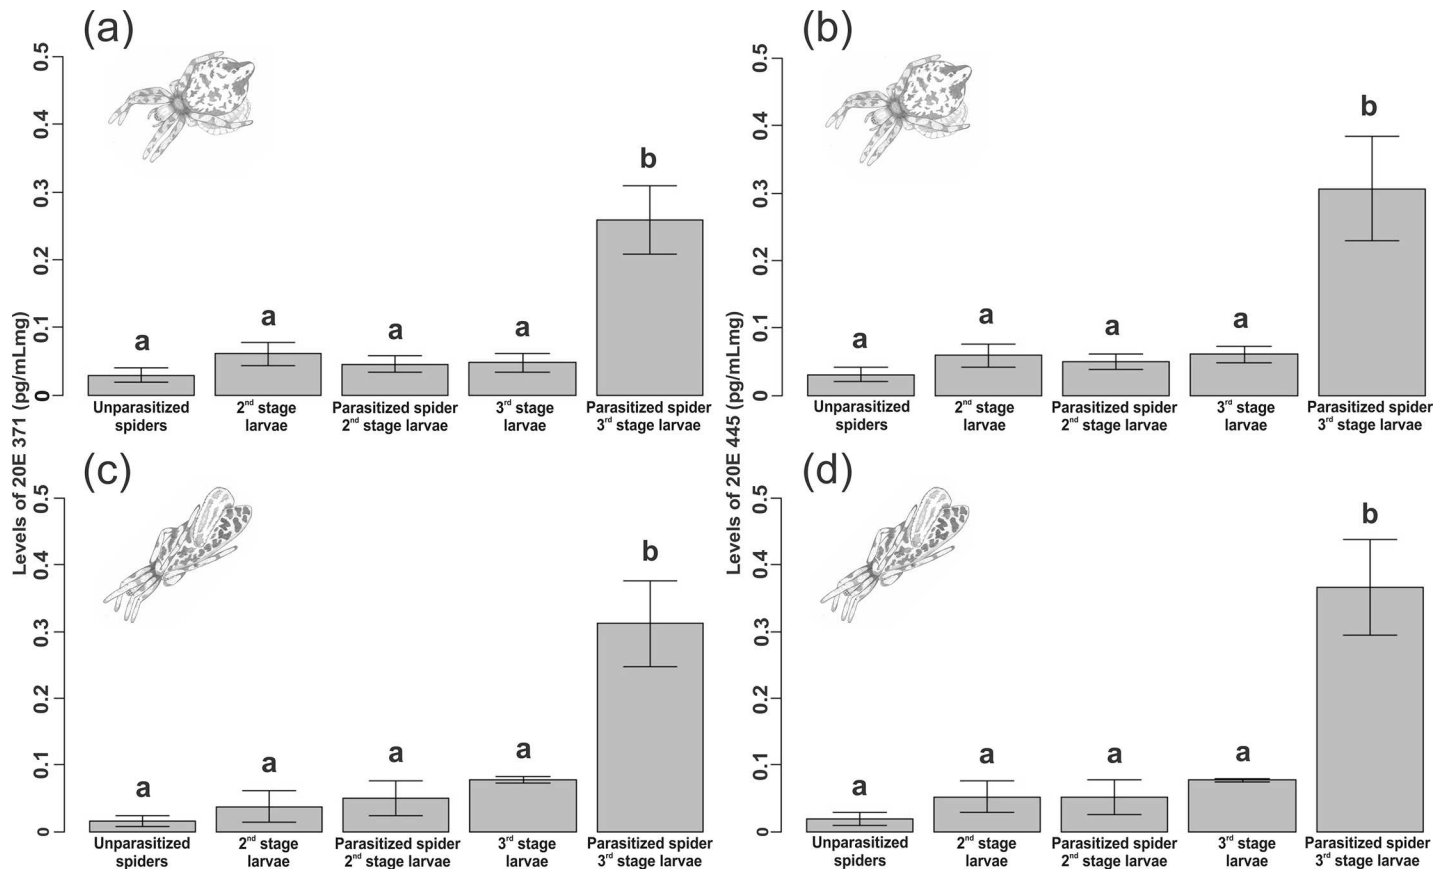 (a)
(b)
0.5
0.4
0.3
0.2
0.1
0
a
a
a
a
b
Unparasitized
spiders
2nd stage
larvae
Parasitized spider
2nd stage larvae
3rd stage
larvae
Parasitized spider
3rd stage larvae
0.5
0.4
0.3
0.2
0.1
0
a
a
a
a
b
Unparasitized
spiders
2nd stage
larvae
Parasitized spider
2nd stage larvae
3rd stage
larvae
Parasitized spider
3rd stage larvae
Levels of 20E 371 (pg/mLmg)
Levels of 20E 445 (pg/mLmg)
(c)
(d)
0.5
0.4
0.3
0.2
0.1
0
a
a
a
a
b
Unparasitized
spiders
2nd stage
larvae
Parasitized spider
2nd stage larvae
3rd stage
larvae
Parasitized spider
3rd stage larvae
0.5
0.4
0.3
0.2
0.1
0
a
a
a
a
b
Unparasitized
spiders
2nd stage
larvae
Parasitized spider
2nd stage larvae
3rd stage
larvae
Parasitized spider
3rd stage larvae